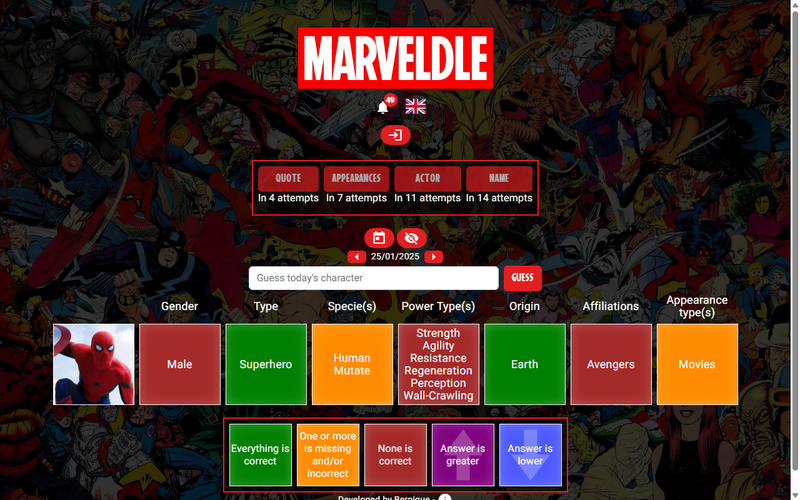 MARVELDLE
49
QUOTE APPEARANCES ACTOR NAME
In 4 attempts In 7 attempts In 11 attempts In 14 attempts
25/01/2025
Guess today's character GUESS
Gender Type Specie(s) Power Type(s) Origin Affiliations Appearance
type(s)
Male
Superhero
Human
Mutate
Strength
Agility
Resistance
Regeneration
Perception
Wall-Crawling
Earth
Avengers
Movies
Everything is
correct
One or more
is missing
and/or
incorrect
None is
correct
Answer is
greater
Answer is
lower
Developed by Bernique -